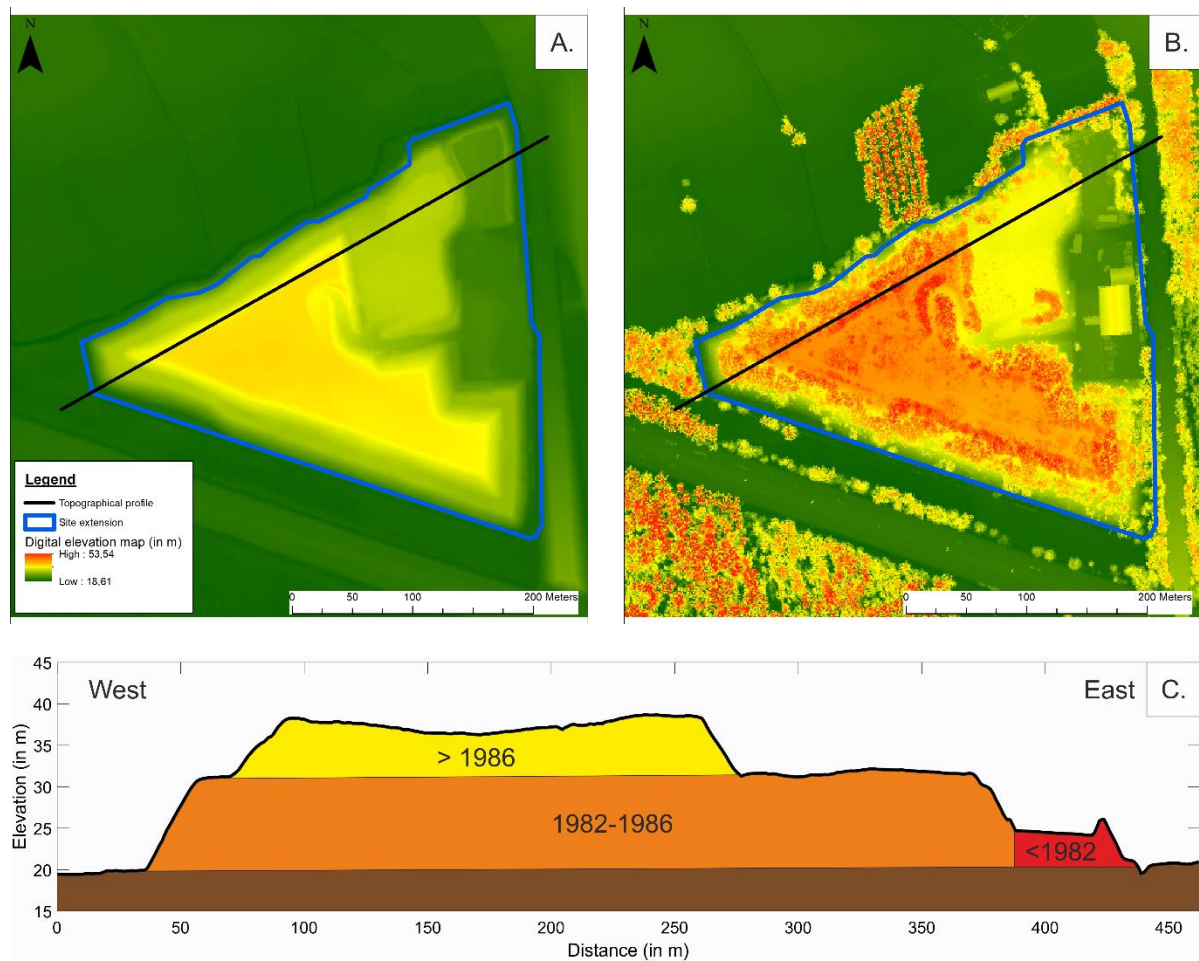 N
A.
Legend
Topographical profile
Site extension
Digital elevation map (in m)
High : 53,54
Low : 18,61
0 50 100 200 Meters
N
B.
0 50 100 200 Meters
45
40
35
30
25
20
15
Elevation (in m)
West
East
C.
> 1986
1982-1986
<1982
0 50 100 150 200 250 300 350 400 450
Distance (in m)